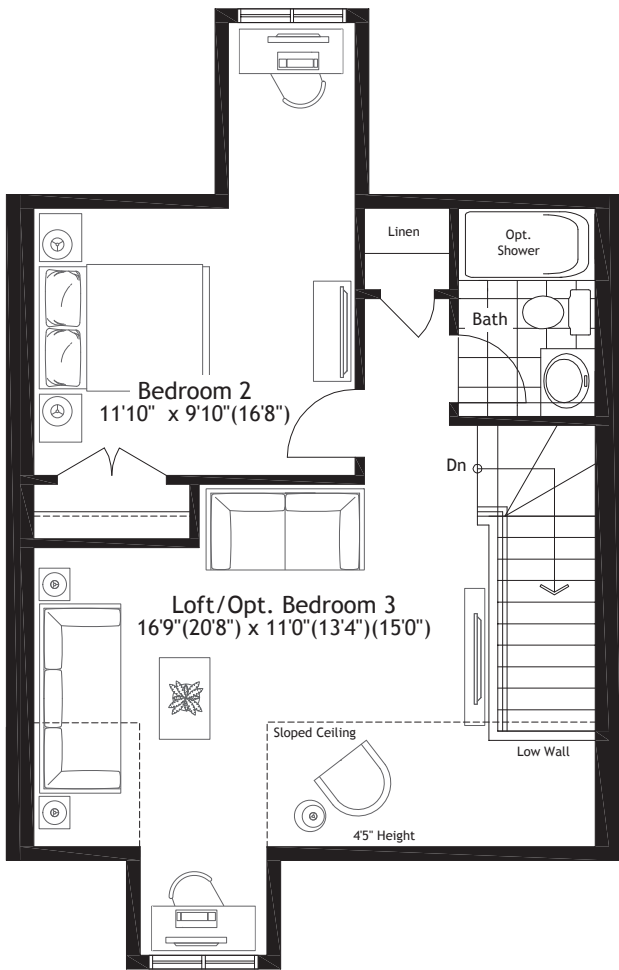 Linen
Opt.
Shower
Bath
Bedroom 2
11'10" x 9'10"(16'8")
Dn
Loft/Opt. Bedroom 3
16'9"(20'8") x 11'0"(13'4")(15'0")
Sloped Ceiling
Low Wall
4'5" Height